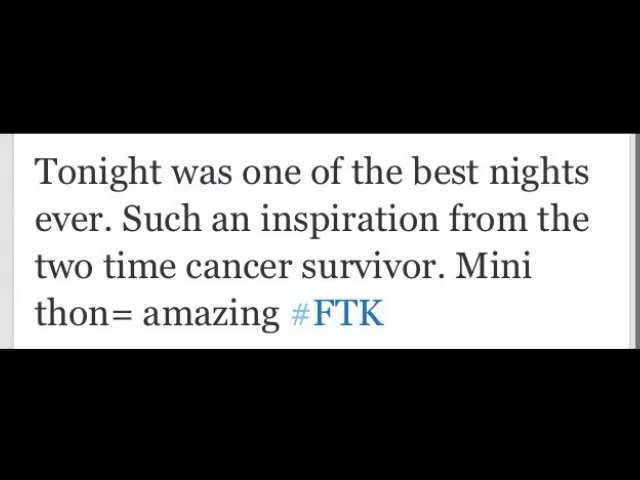 Tonight was one of the best nights
ever. Such an inspiration from the
two time cancer survivor. Mini
thon= amazing #FTK